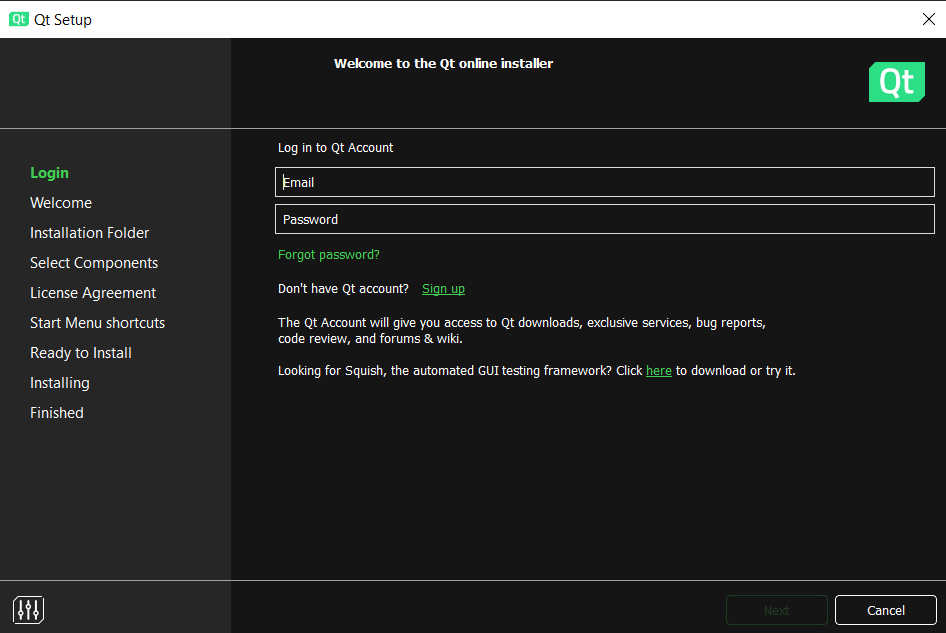 Qt Qt Setup
Welcome to the Qt online installer
Qt
Login
Welcome
Installation Folder
Select Components
License Agreement
Start Menu shortcuts
Ready to Install
Installing
Finished
Log in to Qt Account
Email
Password
Forgot password?
Don't have Qt account? Sign up
The Qt Account will give you access to Qt downloads, exclusive services, bug reports,
code review, and forums & wiki.
Looking for Squish, the automated GUI testing framework? Click here to download or try it.
Next
Cancel